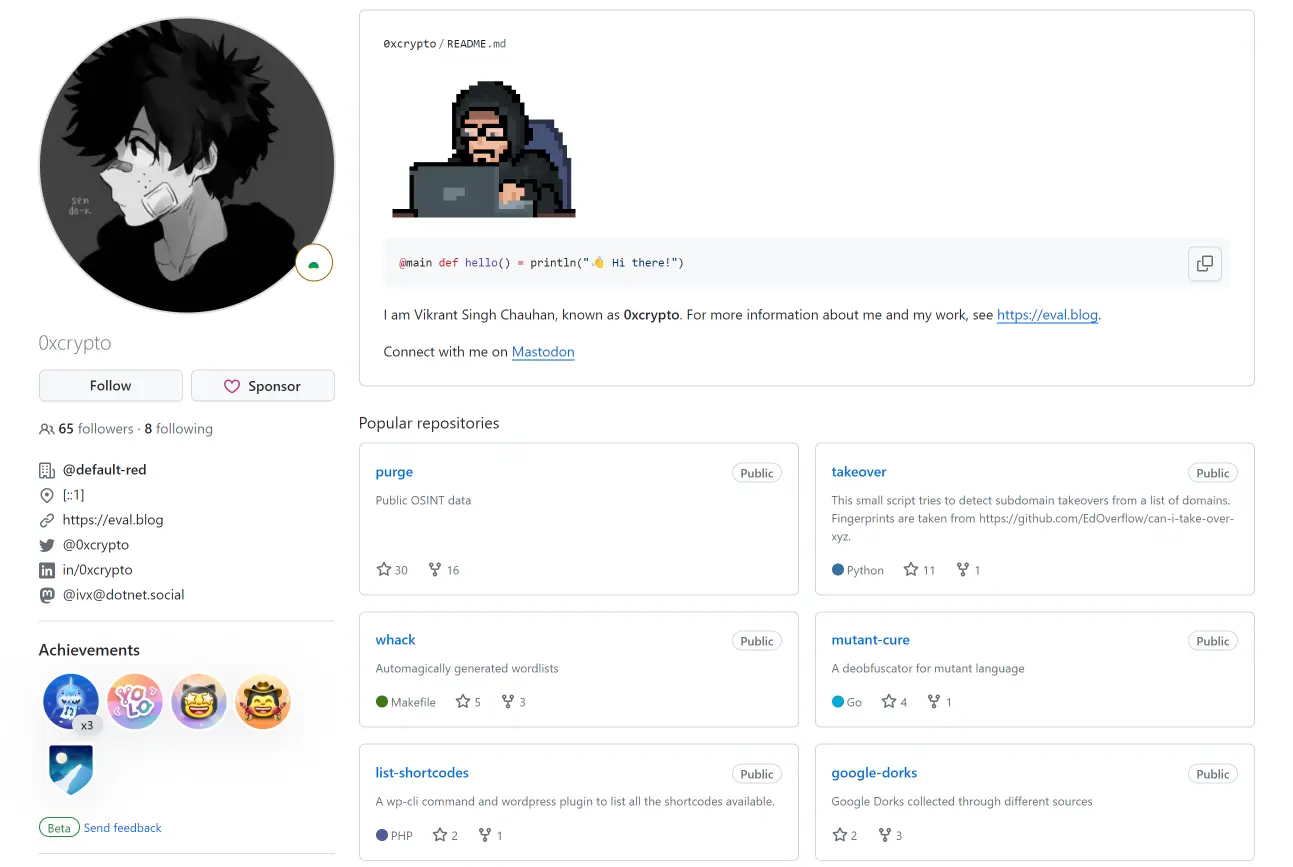 sen
do-k
0xcrypto
Follow
Sponsor
65 followers · 8 following
@default-red
[::1]
https://eval.blog
@0xcrypto
in/0xcrypto
@ivx@dotnet.social
Achievements
YOLO
x3
Beta Send feedback
0xcrypto / README.md
@main def hello() = println("👋 Hi there!")
I am Vikrant Singh Chauhan, known as 0xcrypto. For more information about me and my work, see https://eval.blog.
Connect with me on Mastodon
Popular repositories
purge Public
Public OSINT data
30 16
takeover Public
This small script tries to detect subdomain takeovers from a list of domains.
Fingerprints are taken from https://github.com/EdOverflow/can-i-take-over-
xyz.
Python 11 1
whack Public
Automagically generated wordlists
Makefile 5 3
mutant-cure Public
A deobfuscator for mutant language
Go 4 1
list-shortcodes Public
A wp-cli command and wordpress plugin to list all the shortcodes available.
PHP 2 1
google-dorks Public
Google Dorks collected through different sources
2 3